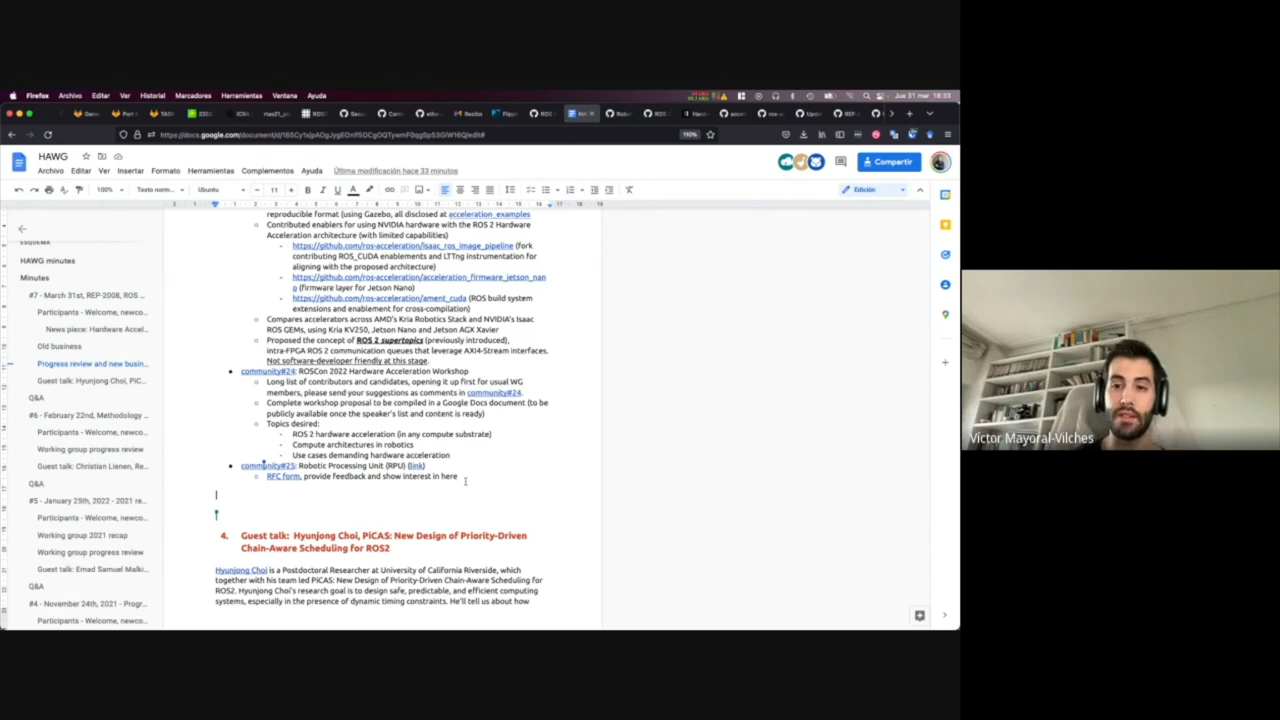 Firefox Archivo Editar Ver Historial Marcadores Herramientas Ventana Ayuda
Jue 31 mar 18:33
110%
HAWG
Compartir
Archivo Editar Ver Insertar Formato Herramientas Complementos Ayuda Última modificación hace 33 minutos
100% Texto norm... Ubuntu 11 Edición
ESQUEMA
HAWG minutes
Minutes
#7 - March 31st, REP-2008, ROS ...
Participants - Welcome, newco...
News piece: Hardware Accel...
Old business
Progress review and new busin...
Guest talk: Hyunjong Choi, PiC...
Q&A
#6 - February 22nd, Methodology ...
Participants - Welcome, newco...
Working group progress review
Guest talk: Christian Lienen, Re...
Q&A
#5 - January 25th, 2022 - 2021 re...
Participants - Welcome, newco...
Working group 2021 recap
Working group progress review
Guest talk: Emad Samuel Malki...
Q&A
#4 - November 24th, 2021 - Progr...
Participants - Welcome, newco...
reproducible format (using Gazebo, all disclosed at acceleration_examples
○ Contributed enablers for using NVIDIA hardware with the ROS 2 Hardware
Acceleration architecture (with limited capabilities)
- https://github.com/ros-acceleration/isaac_ros_image_pipeline (fork
contributing ROS_CUDA enablements and LTTng instrumentation for
aligning with the proposed architecture)
- https://github.com/ros-acceleration/acceleration_firmware_jetson_nan
o (firmware layer for Jetson Nano)
- https://github.com/ros-acceleration/ament_cuda (ROS build system
extensions and enablement for cross-compilation)
○ Compares accelerators across AMD's Kria Robotics Stack and NVIDIA's Isaac
ROS GEMs, using Kria KV250, Jetson Nano and Jetson AGX Xavier
○ Proposed the concept of ROS 2 supertopics (previously introduced),
intra-FPGA ROS 2 communication queues that leverage AXI4-Stream interfaces.
Not software-developer friendly at this stage.
● community#24: ROSCon 2022 Hardware Acceleration Workshop
○ Long list of contributors and candidates, opening it up first for usual WG
members, please send your suggestions as comments in community#24.
○ Complete workshop proposal to be compiled in a Google Docs document (to be
publicly available once the speaker's list and content is ready)
○ Topics desired:
- ROS 2 hardware acceleration (in any compute substrate)
- Compute architectures in robotics
- Use cases demanding hardware acceleration
● community#25: Robotic Processing Unit (RPU) (link)
○ RFC form, provide feedback and show interest in here
4. Guest talk: Hyunjong Choi, PiCAS: New Design of Priority-Driven
Chain-Aware Scheduling for ROS2
Hyunjong Choi is a Postdoctoral Researcher at University of California Riverside, which
together with his team led PiCAS: New Design of Priority-Driven Chain-Aware Scheduling for
ROS2. Hyunjong Choi's research goal is to design safe, predictable, and efficient computing
systems, especially in the presence of dynamic timing constraints. He'll tell us about how
Víctor Mayoral-Vilches